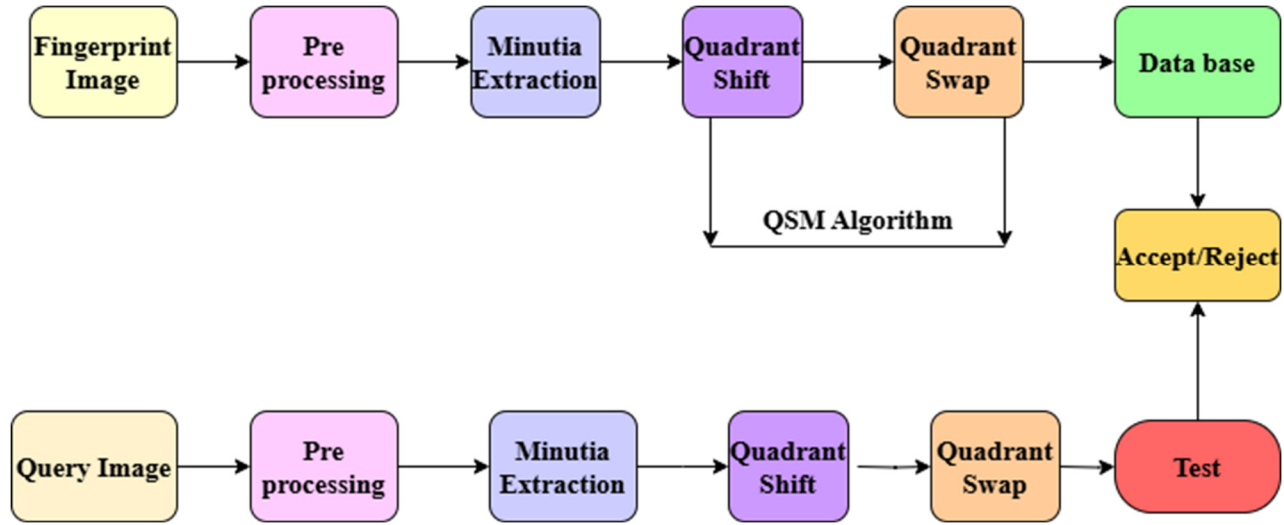 Fingerprint
Image
Pre
processing
Minutia
Extraction
Quadrant
Shift
Quadrant
Swap
Data base
QSM Algorithm
Accept/Reject
Query Image
Pre
processing
Minutia
Extraction
Quadrant
Shift
Quadrant
Swap
Test